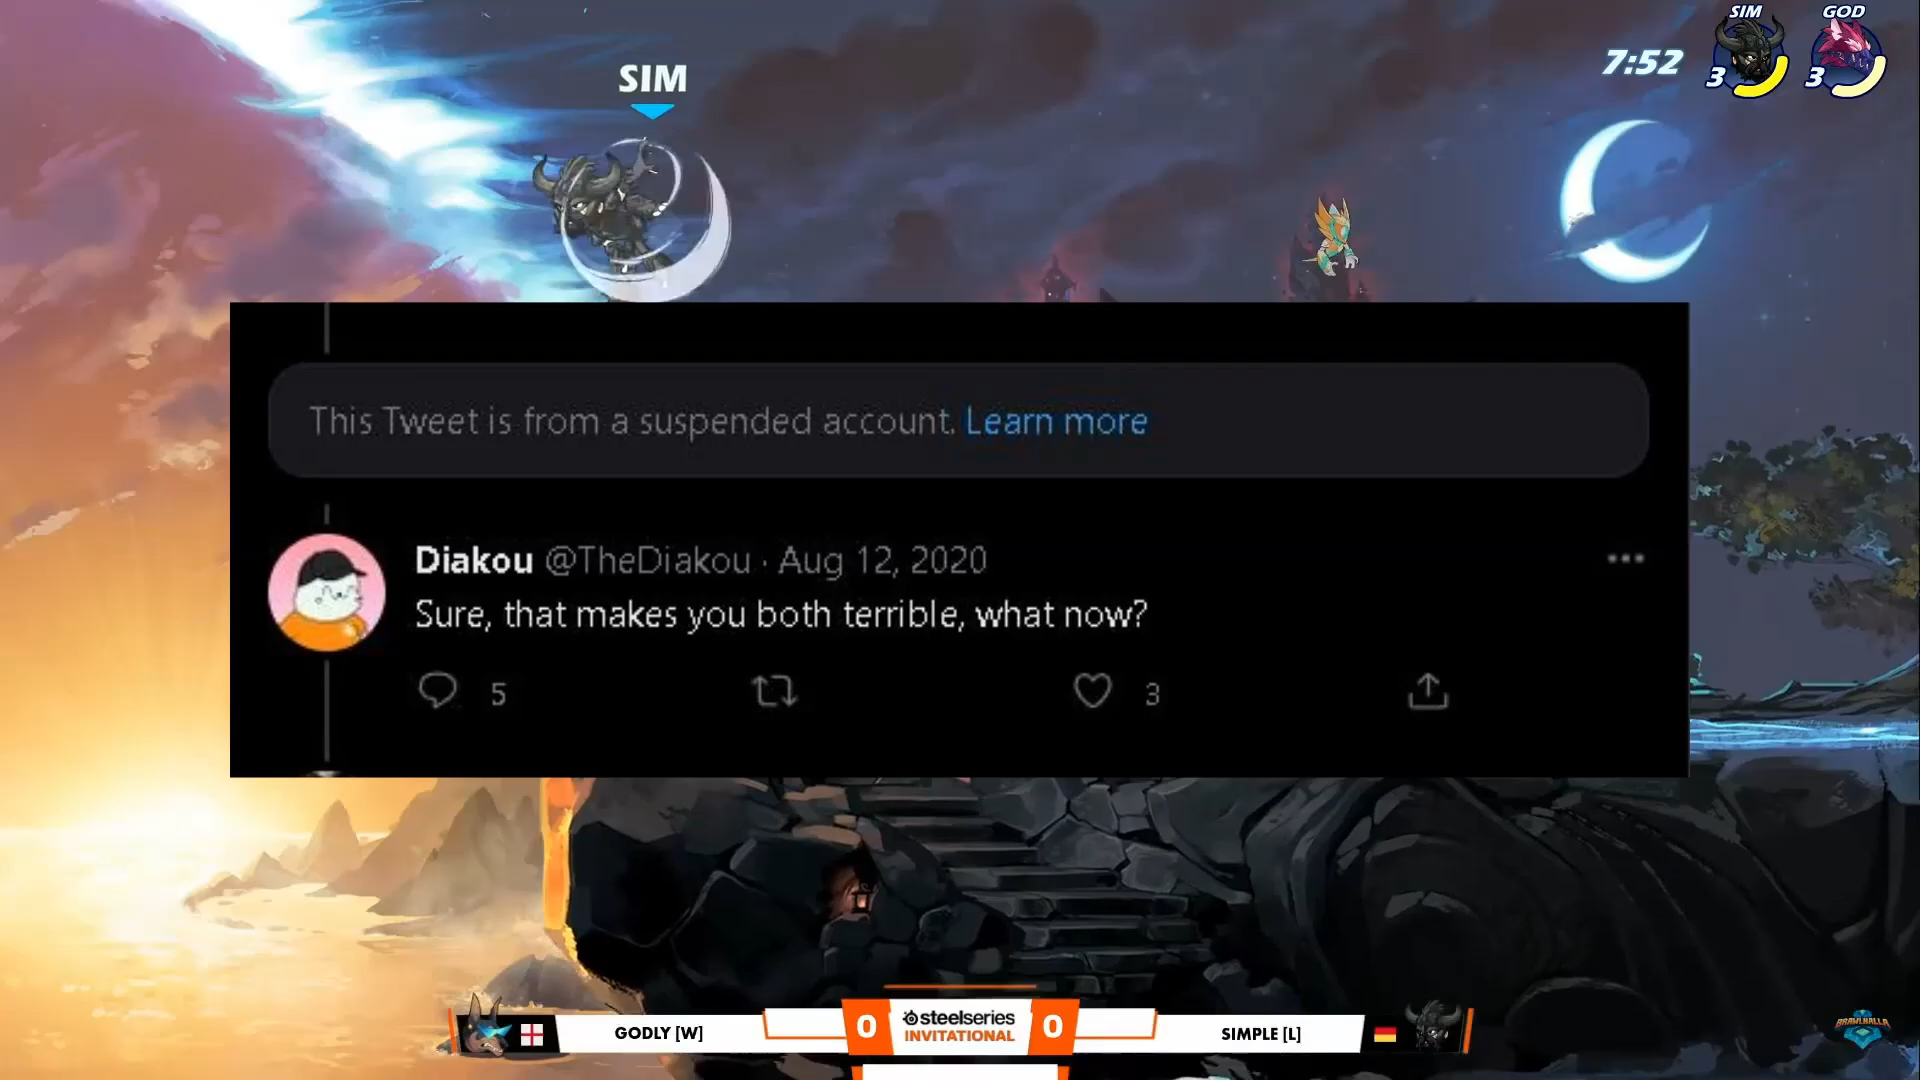 SIM
GOD
7:52
3
3
SIM
This Tweet is from a suspended account. Learn more
Diakou @TheDiakou · Aug 12, 2020
Sure, that makes you both terrible, what now?
5
3
GODLY [W]
0
steelseries
INVITATIONAL
0
SIMPLE [L]
BRAWLHALLA